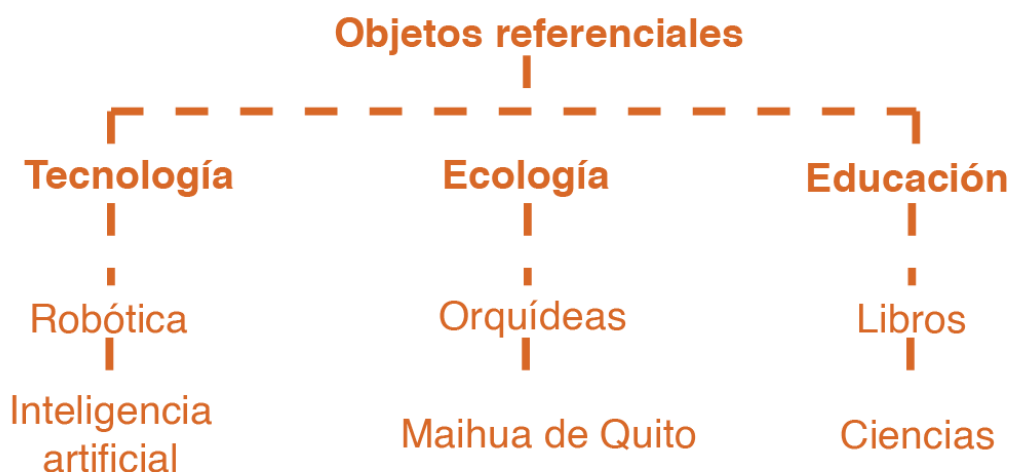 Objetos referenciales
Tecnología
Ecología
Educación
Robótica
Orquídeas
Libros
Inteligencia
artificial
Maihua de Quito
Ciencias